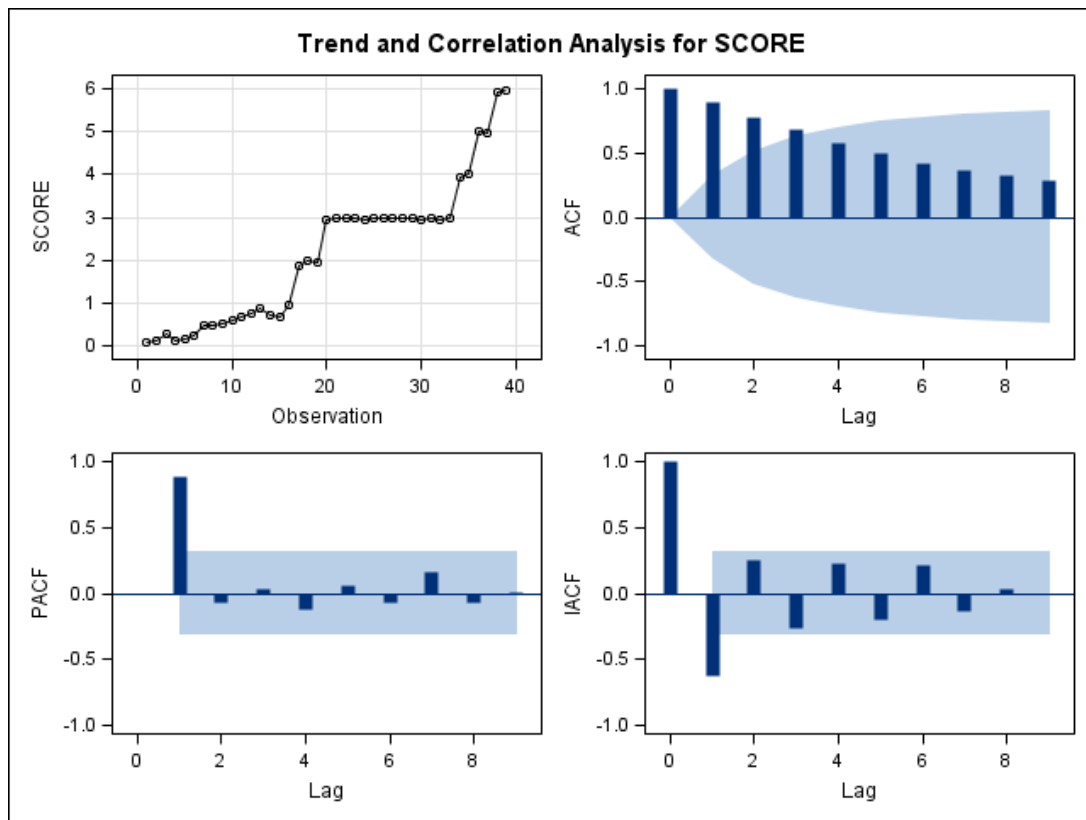 Trend and Correlation Analysis for SCORE
6
5
4
3
2
1
0
SCORE
0 10 20 30 40
Observation
1.0
0.5
0.0
-0.5
-1.0
ACF
0 2 4 6 8
Lag
1.0
0.5
0.0
-0.5
-1.0
PACF
0 2 4 6 8
Lag
1.0
0.5
0.0
-0.5
-1.0
IACF
0 2 4 6 8
Lag